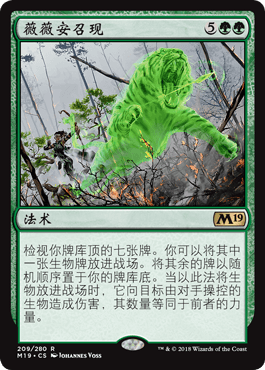 薇薇安召现 5
法术 M19
检视你牌库顶的七张牌。你可以将其中
一张生物牌放进战场。将其余的牌以随
机顺序置于你的牌库底。当以此法将生
物放进战场时，它向目标由对手操控的
生物造成伤害，其数量等同于前者的力
量。
209/280 R
M19 • CS JOHANNES VOSS
™ & © 2018 Wizards of the Coast